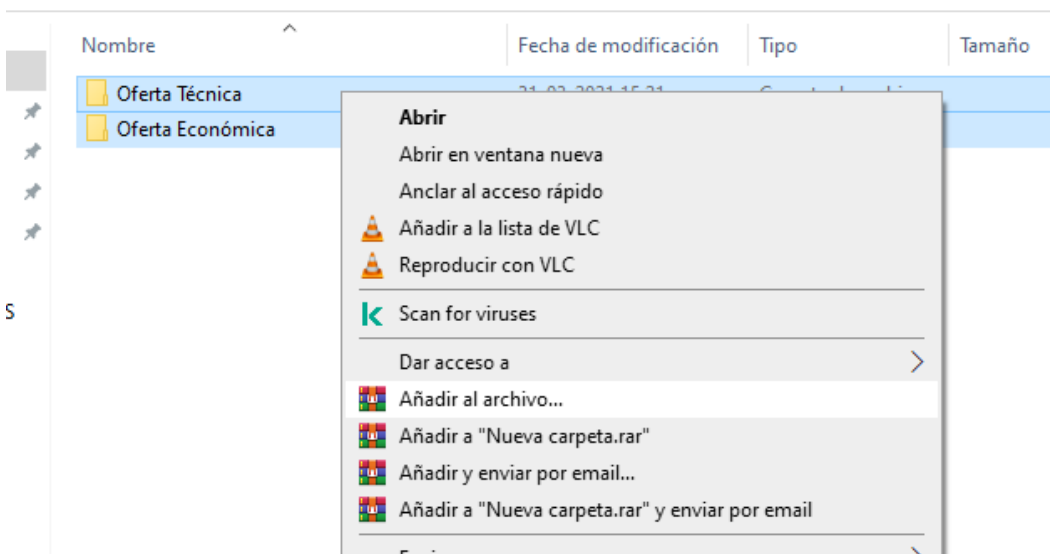 Nombre Fecha de modificación Tipo Tamaño
Oferta Técnica
Oferta Económica
Abrir
Abrir en ventana nueva
Anclar al acceso rápido
Añadir a la lista de VLC
Reproducir con VLC
S
Scan for viruses
Dar acceso a
Añadir al archivo...
Añadir a "Nueva carpeta.rar"
Añadir y enviar por email...
Añadir a "Nueva carpeta.rar" y enviar por email